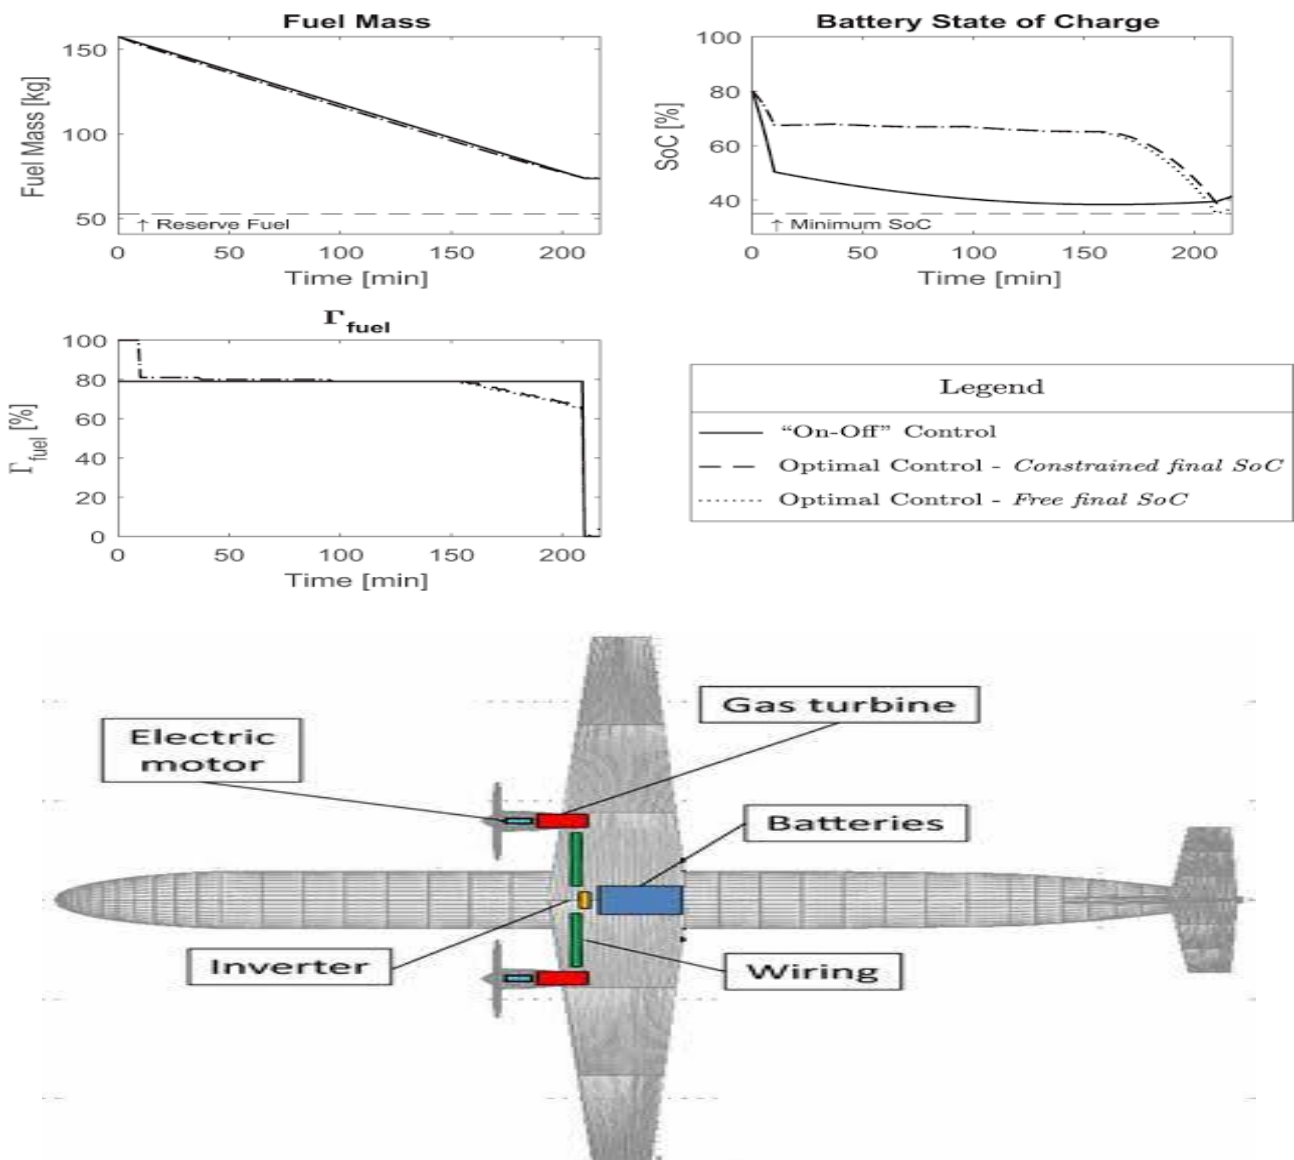 Fuel Mass
150
100
50
Fuel Mass [kg]
↑ Reserve Fuel
0 50 100 150 200
Time [min]
Battery State of Charge
100
80
60
40
SoC [%]
↑ Minimum SoC
0 50 100 150 200
Time [min]
Γfuel
100
80
60
40
20
0
Γfuel [%]
0 50 100 150 200
Time [min]
Legend
“On-Off” Control
Optimal Control - Constrained final SoC
Optimal Control - Free final SoC
Gas turbine
Electric
motor
Batteries
Inverter
Wiring